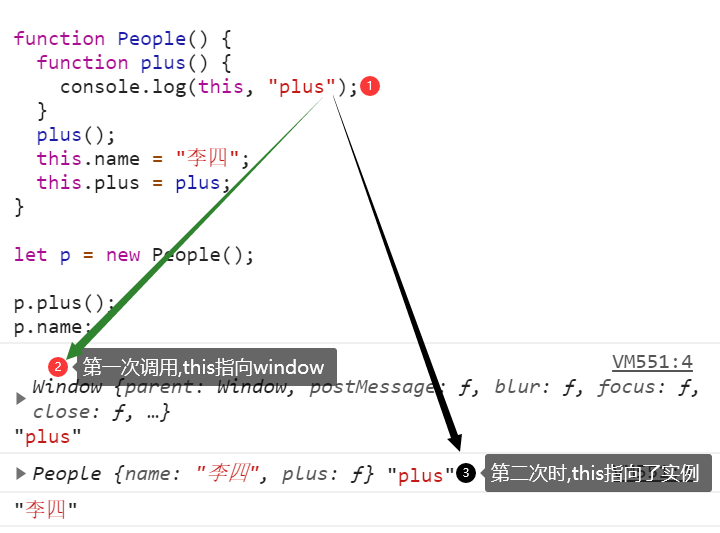 function People() {
function plus() {
console.log(this, "plus"); 1
}
plus();
this.name = "李四";
this.plus = plus;
}
let p = new People();
p.plus();
p.name;
2 第一次调用,this指向window
VM551:4
Window {parent: Window, postMessage: ƒ, blur: ƒ, focus: ƒ,
close: ƒ, …}
"plus"
People {name: "李四", plus: ƒ} "plus" 3 第二次时,this指向了实例
"李四"